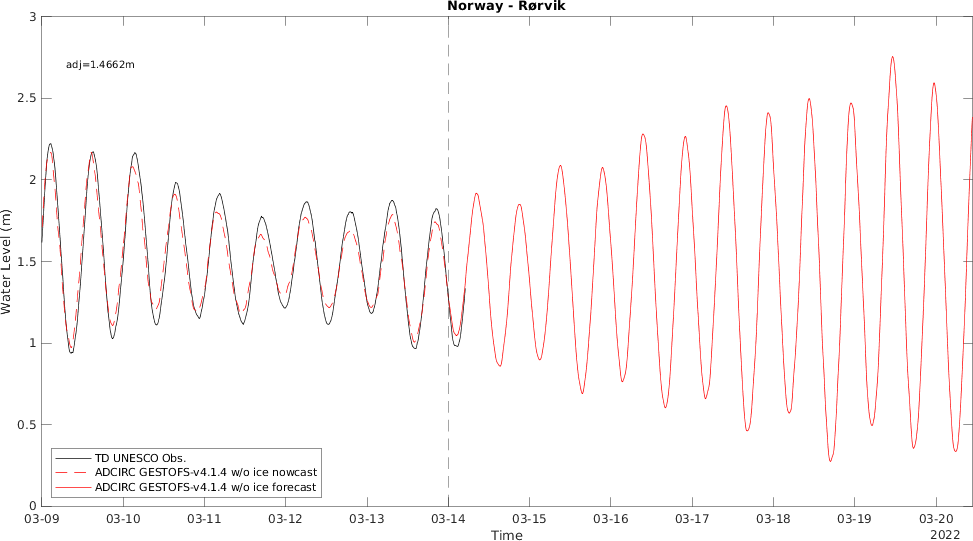 Norway - Rørvik
adj=1.4662m
3
2.5
2
1.5
1
0.5
0
Water Level (m)
TD UNESCO Obs.
ADCIRC GESTOFS-v4.1.4 w/o ice nowcast
ADCIRC GESTOFS-v4.1.4 w/o ice forecast
03-09 03-10 03-11 03-12 03-13 03-14 03-15 03-16 03-17 03-18 03-19 03-20
2022
Time